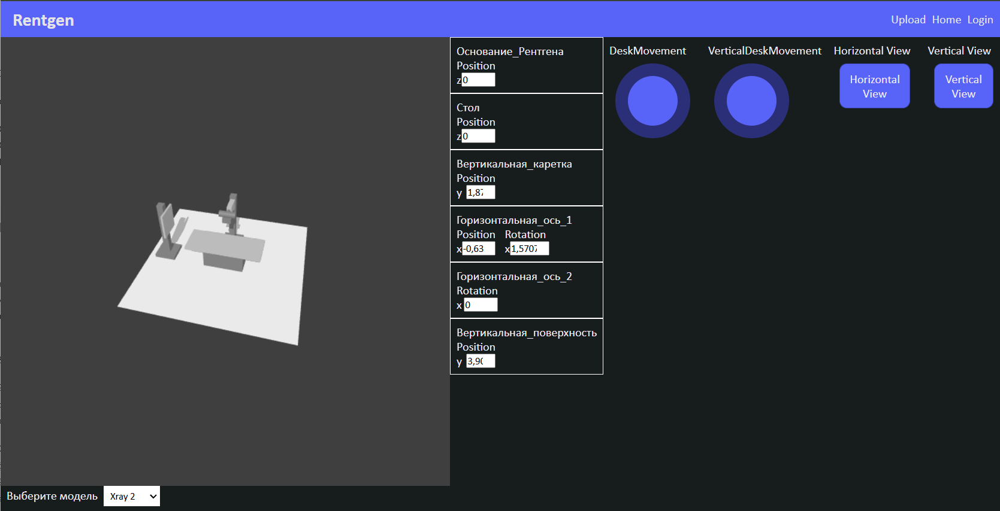 Rentgen
Upload Home Login
Основание_Рентгена
Position
z 0
Стол
Position
z 0
Вертикальная_каретка
Position
y 1,87
Горизонтальная_ось_1
Position Rotation
x -0,63 x 1,5707
Горизонтальная_ось_2
Rotation
x 0
Вертикальная_поверхность
Position
y 3,90
DeskMovement
VerticalDeskMovement
Horizontal View
Horizontal
View
Vertical View
Vertical
View
Выберите модель Xray 2